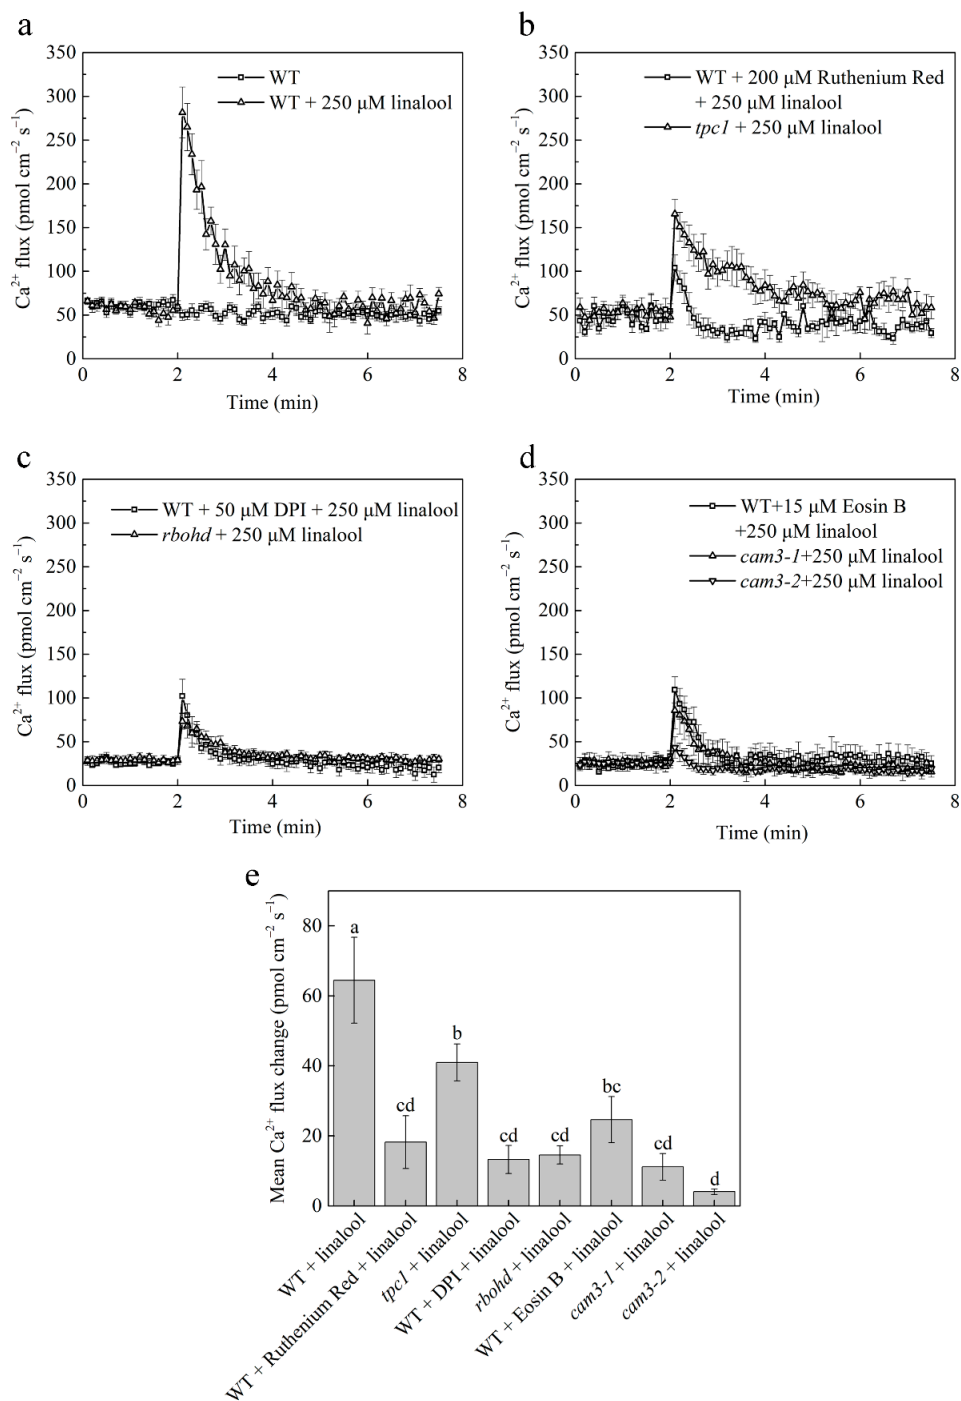 a
350
300
250
200
150
100
50
0
Ca²⁺ flux (pmol cm⁻² s⁻¹)
WT
WT + 250 μM linalool
0 2 4 6 8
Time (min)
b
350
300
250
200
150
100
50
0
Ca²⁺ flux (pmol cm⁻² s⁻¹)
WT + 200 μM Ruthenium Red
+ 250 μM linalool
tpc1 + 250 μM linalool
0 2 4 6 8
Time (min)
c
350
300
250
200
150
100
50
0
Ca²⁺ flux (pmol cm⁻² s⁻¹)
WT + 50 μM DPI + 250 μM linalool
rbohd + 250 μM linalool
0 2 4 6 8
Time (min)
d
350
300
250
200
150
100
50
0
Ca²⁺ flux (pmol cm⁻² s⁻¹)
WT+15 μM Eosin B
+250 μM linalool
cam3-1+250 μM linalool
cam3-2+250 μM linalool
0 2 4 6 8
Time (min)
e
80
60
40
20
0
Mean Ca²⁺ flux change (pmol cm⁻² s⁻¹)
a
cd
b
cd
cd
bc
cd
d
WT + linalool
WT + Ruthenium Red + linalool
tpc1 + linalool
WT + DPI + linalool
rbohd + linalool
WT + Eosin B + linalool
cam3-1 + linalool
cam3-2 + linalool